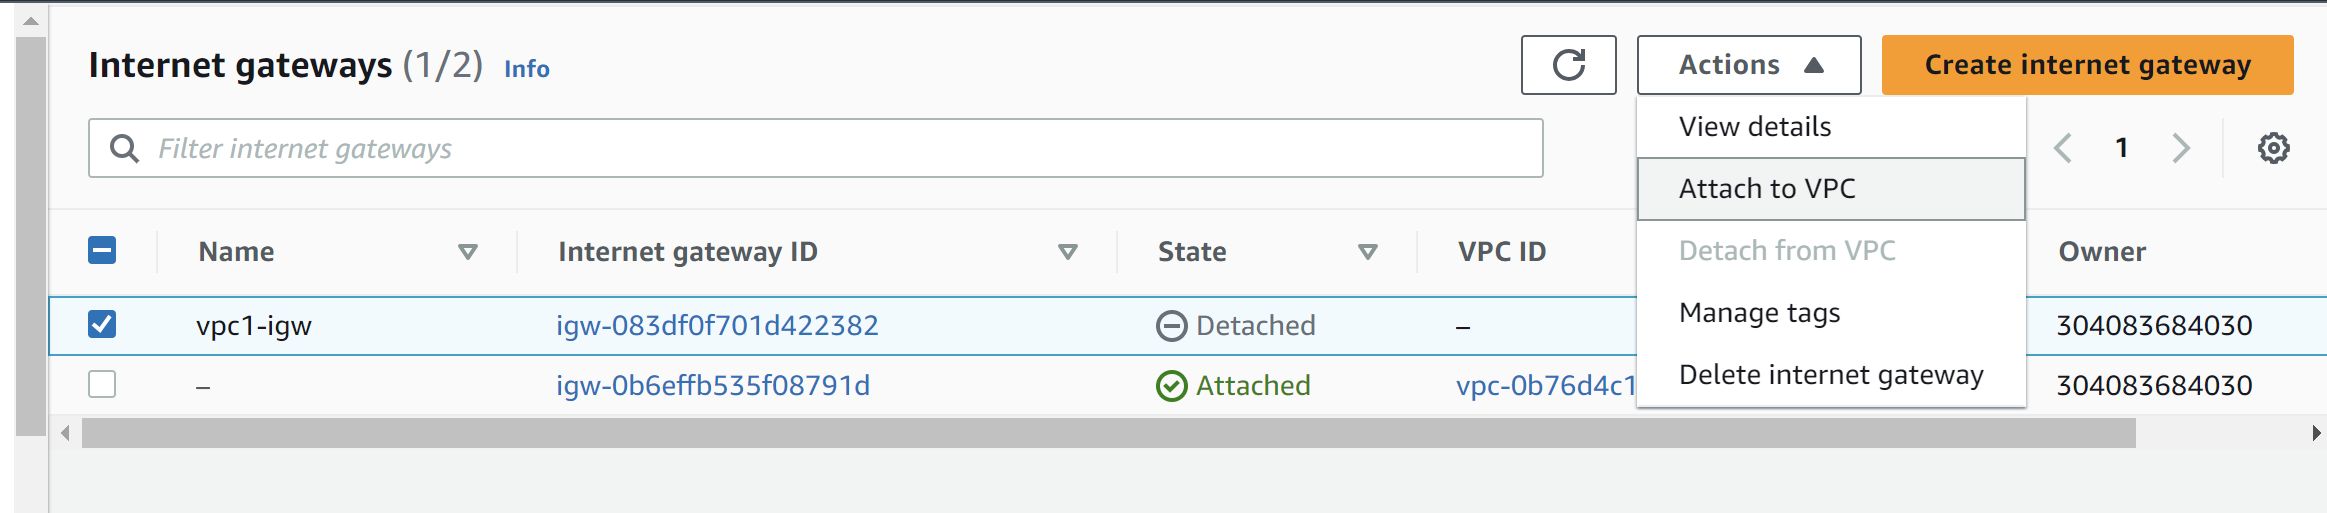 Internet gateways (1/2) Info
Actions
Create internet gateway
Filter internet gateways
View details
Attach to VPC
Detach from VPC
Manage tags
Delete internet gateway
1
Name Internet gateway ID State VPC ID Owner
vpc1-igw igw-083df0f701d422382 Detached – 304083684030
– igw-0b6effb535f08791d Attached vpc-0b76d4c1 304083684030